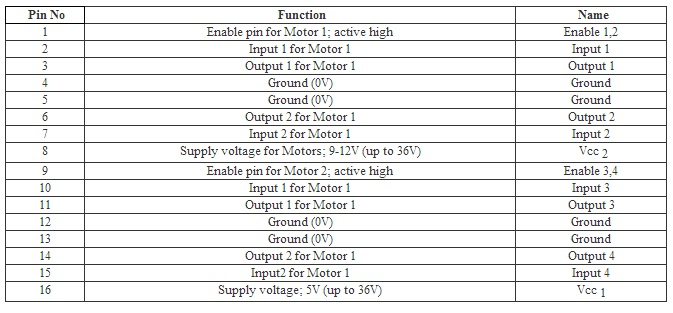 Pin No Function Name
1 Enable pin for Motor 1; active high Enable 1,2
2 Input 1 for Motor 1 Input 1
3 Output 1 for Motor 1 Output 1
4 Ground (0V) Ground
5 Ground (0V) Ground
6 Output 2 for Motor 1 Output 2
7 Input 2 for Motor 1 Input 2
8 Supply voltage for Motors; 9-12V (up to 36V) Vcc 2
9 Enable pin for Motor 2; active high Enable 3,4
10 Input 1 for Motor 1 Input 3
11 Output 1 for Motor 1 Output 3
12 Ground (0V) Ground
13 Ground (0V) Ground
14 Output 2 for Motor 1 Output 4
15 Input2 for Motor 1 Input 4
16 Supply voltage; 5V (up to 36V) Vcc 1